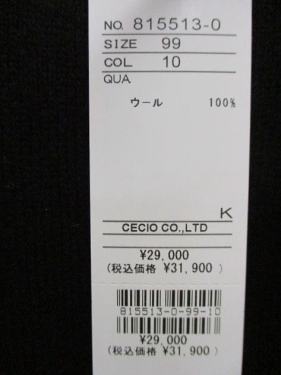 NO. 815513-0
SIZE 99
COL 10
QUA
ウール 100%
K
CECIO CO.,LTD
¥29,000
(税込価格 ¥31,900 )
815513-0-99-10
¥29,000
(税込価格 ¥31,900 )